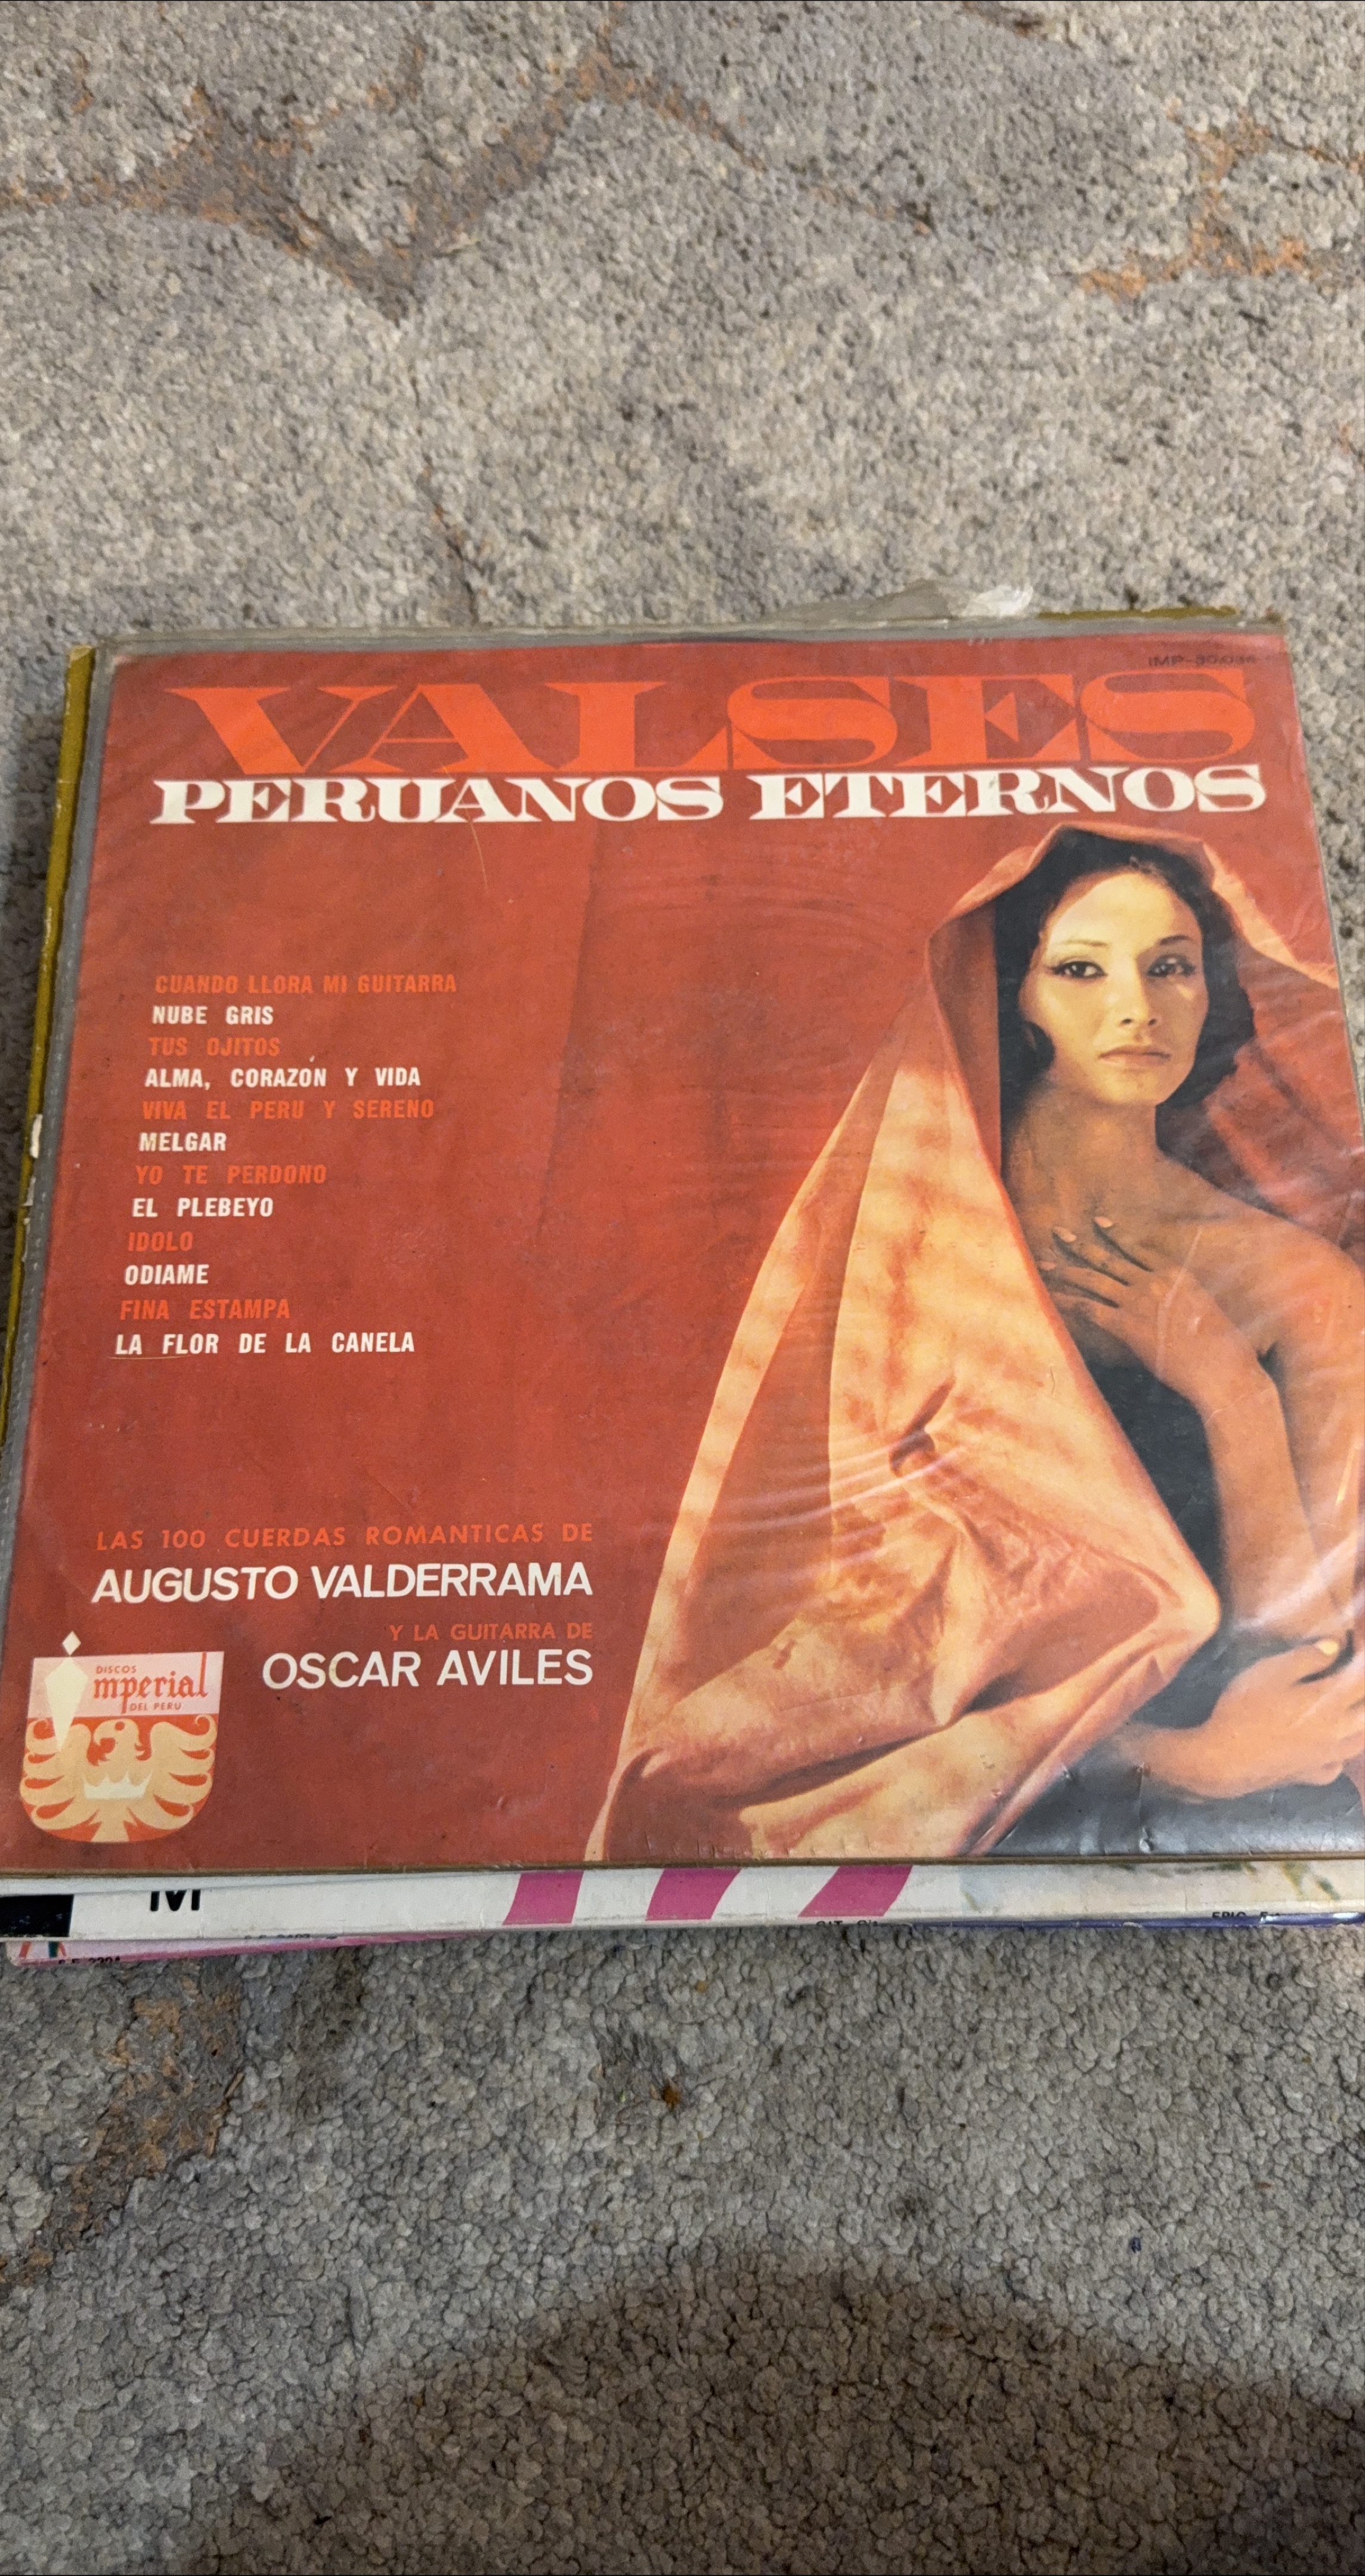 VALSES
PERUANOS ETERNOS
CUANDO LLORA MI GUITARRA
NUBE GRIS
TUS OJITOS
ALMA, CORAZON Y VIDA
VIVA EL PERU Y SERENO
MELGAR
YO TE PERDONO
EL PLEBEYO
IDOLO
ODIAME
FINA ESTAMPA
LA FLOR DE LA CANELA
LAS 100 CUERDAS ROMANTICAS DE
AUGUSTO VALDERRAMA
Y LA GUITARRA DE
OSCAR AVILES
DISCOS
Imperial
DEL PERU